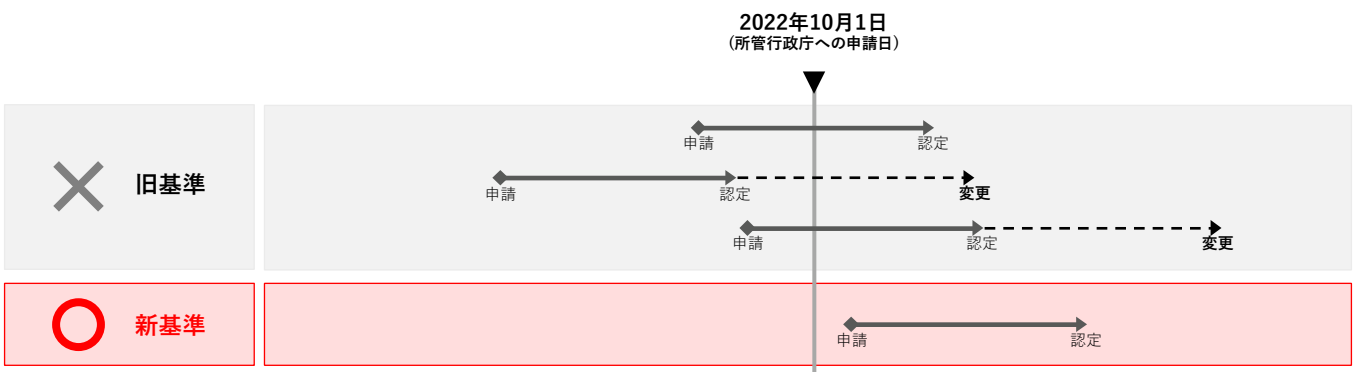 2022年10月1日
(所管行政庁への申請日)
旧基準
申請
認定
申請
認定
変更
申請
認定
変更
新基準
申請
認定